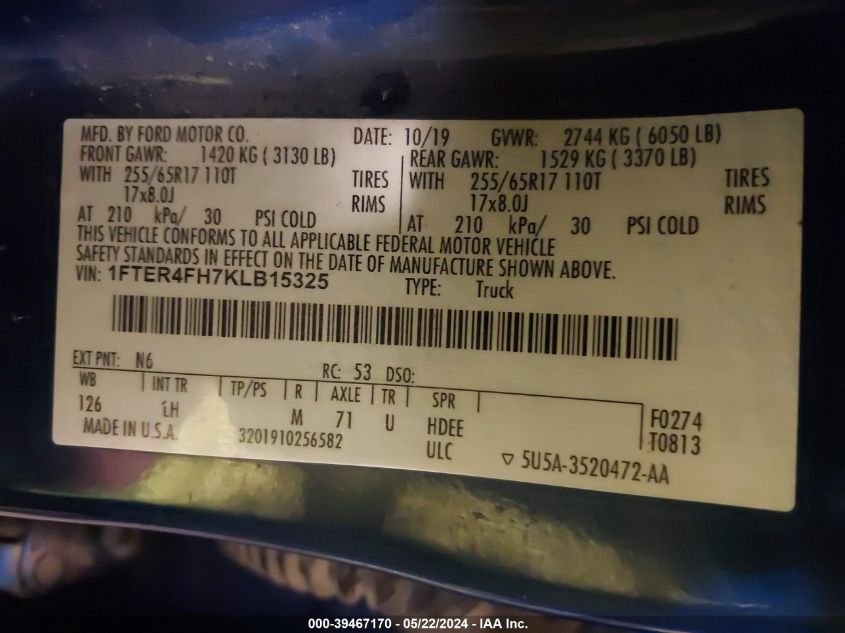 MFD. BY FORD MOTOR CO. DATE: 10/19 GVWR: 2744 KG ( 6050 LB)
FRONT GAWR: 1420 KG ( 3130 LB) REAR GAWR: 1529 KG ( 3370 LB)
WITH 255/65R17 110T TIRES WITH 255/65R17 110T TIRES
17x8.0J RIMS 17x8.0J RIMS
AT 210 kPa/ 30 PSI COLD AT 210 kPa/ 30 PSI COLD
THIS VEHICLE CONFORMS TO ALL APPLICABLE FEDERAL MOTOR VEHICLE
SAFETY STANDARDS IN EFFECT ON THE DATE OF MANUFACTURE SHOWN ABOVE.
VIN: 1FTER4FH7KLB15325 TYPE: Truck
EXT PNT: N6 RC: 53 DSO:
WB INT TR TP/PS R AXLE TR SPR
126 LH M 71 U HDEE F0274
MADE IN U.S.A. 3201910256582 ULC T0813
▽ 5U5A-3520472-AA
000-39467170 - 05/22/2024 - IAA Inc.